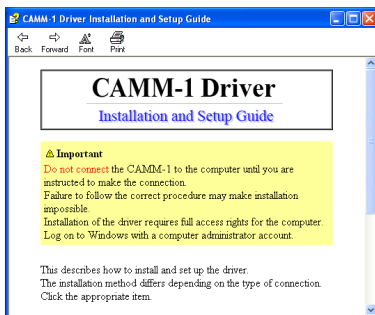 CAMM-1 Driver Installation and Setup Guide
Back Forward Font Print
CAMM-1 Driver
Installation and Setup Guide
Important
Do not connect the CAMM-1 to the computer until you are
instructed to make the connection.
Failure to follow the correct procedure may make installation
impossible.
Installation of the driver requires full access rights for the computer.
Log on to Windows with a computer administrator account.
This describes how to install and set up the driver.
The installation method differs depending on the type of connection.
Click the appropriate item.